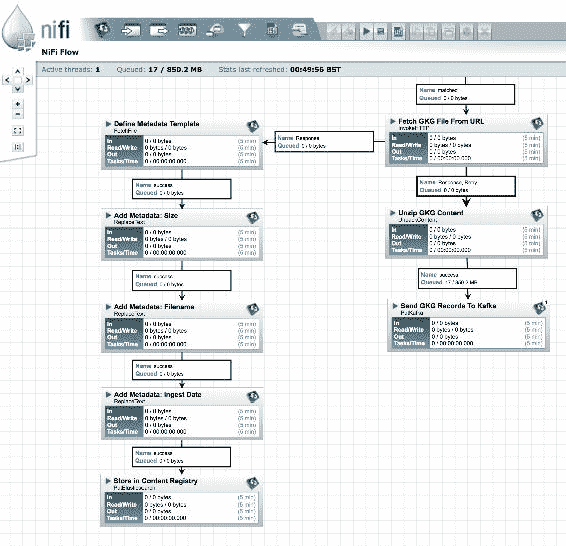 nifi
NiFi Flow
Active threads: 1 Queued: 17 / 850.2 MB Stats last refreshed: 00:49:56 BST
Name matched
Queued 0 / 0 bytes
Define Metadata Template
FetchFile
In 0 / 0 bytes (5 min)
Read/Write 0 bytes / 0 bytes (5 min)
Out 0 / 0 bytes (5 min)
Tasks/Time 0 / 00:00:00.000 (5 min)
Name Response
Queued 0 / 0 bytes
Fetch GKG File From URL
InvokeHTTP
In 0 / 0 bytes (5 min)
Read/Write 0 bytes / 0 bytes (5 min)
Out 0 / 0 bytes (5 min)
Tasks/Time 0 / 00:00:00.000 (5 min)
Name success
Queued 0 / 0 bytes
Name Response, Retry
Queued 0 / 0 bytes
Add Metadata: Size
ReplaceText
In 0 / 0 bytes (5 min)
Read/Write 0 bytes / 0 bytes (5 min)
Out 0 / 0 bytes (5 min)
Tasks/Time 0 / 00:00:00.000 (5 min)
Unzip GKG Content
UnpackContent
In 0 / 0 bytes (5 min)
Read/Write 0 bytes / 0 bytes (5 min)
Out 0 / 0 bytes (5 min)
Tasks/Time 0 / 00:00:00.000 (5 min)
Name success
Queued 0 / 0 bytes
Name success
Queued 17 / 850.2 MB
Add Metadata: Filename
ReplaceText
In 0 / 0 bytes (5 min)
Read/Write 0 bytes / 0 bytes (5 min)
Out 0 / 0 bytes (5 min)
Tasks/Time 0 / 00:00:00.000 (5 min)
Send GKG Records To Kafka
PutKafka
1
In 0 / 0 bytes (5 min)
Read/Write 0 bytes / 0 bytes (5 min)
Out 0 / 0 bytes (5 min)
Tasks/Time 0 / 00:00:00.000 (5 min)
Name success
Queued 0 / 0 bytes
Add Metadata: Ingest Date
ReplaceText
In 0 / 0 bytes (5 min)
Read/Write 0 bytes / 0 bytes (5 min)
Out 0 / 0 bytes (5 min)
Tasks/Time 0 / 00:00:00.000 (5 min)
Name success
Queued 0 / 0 bytes
Store in Content Registry
PutElasticsearch
In 0 / 0 bytes (5 min)
Read/Write 0 bytes / 0 bytes (5 min)
Out 0 / 0 bytes (5 min)
Tasks/Time 0 / 00:00:00.000 (5 min)